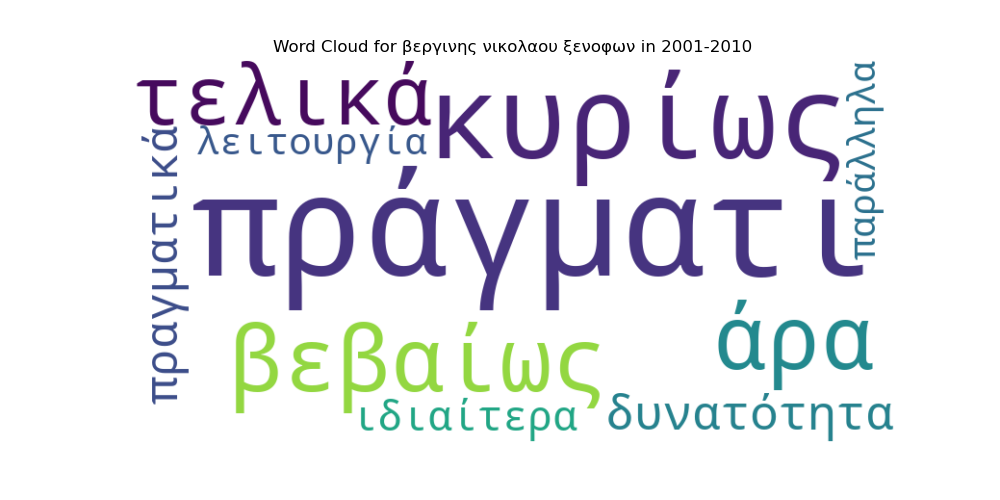 Word Cloud for βεργινης νικολαου ξενοφων in 2001-2010
τελικά
κυρίως
παράλληλα
λειτουργία
πραγματικά
πράγματι
βεβαίως
άρα
ιδιαίτερα
δυνατότητα